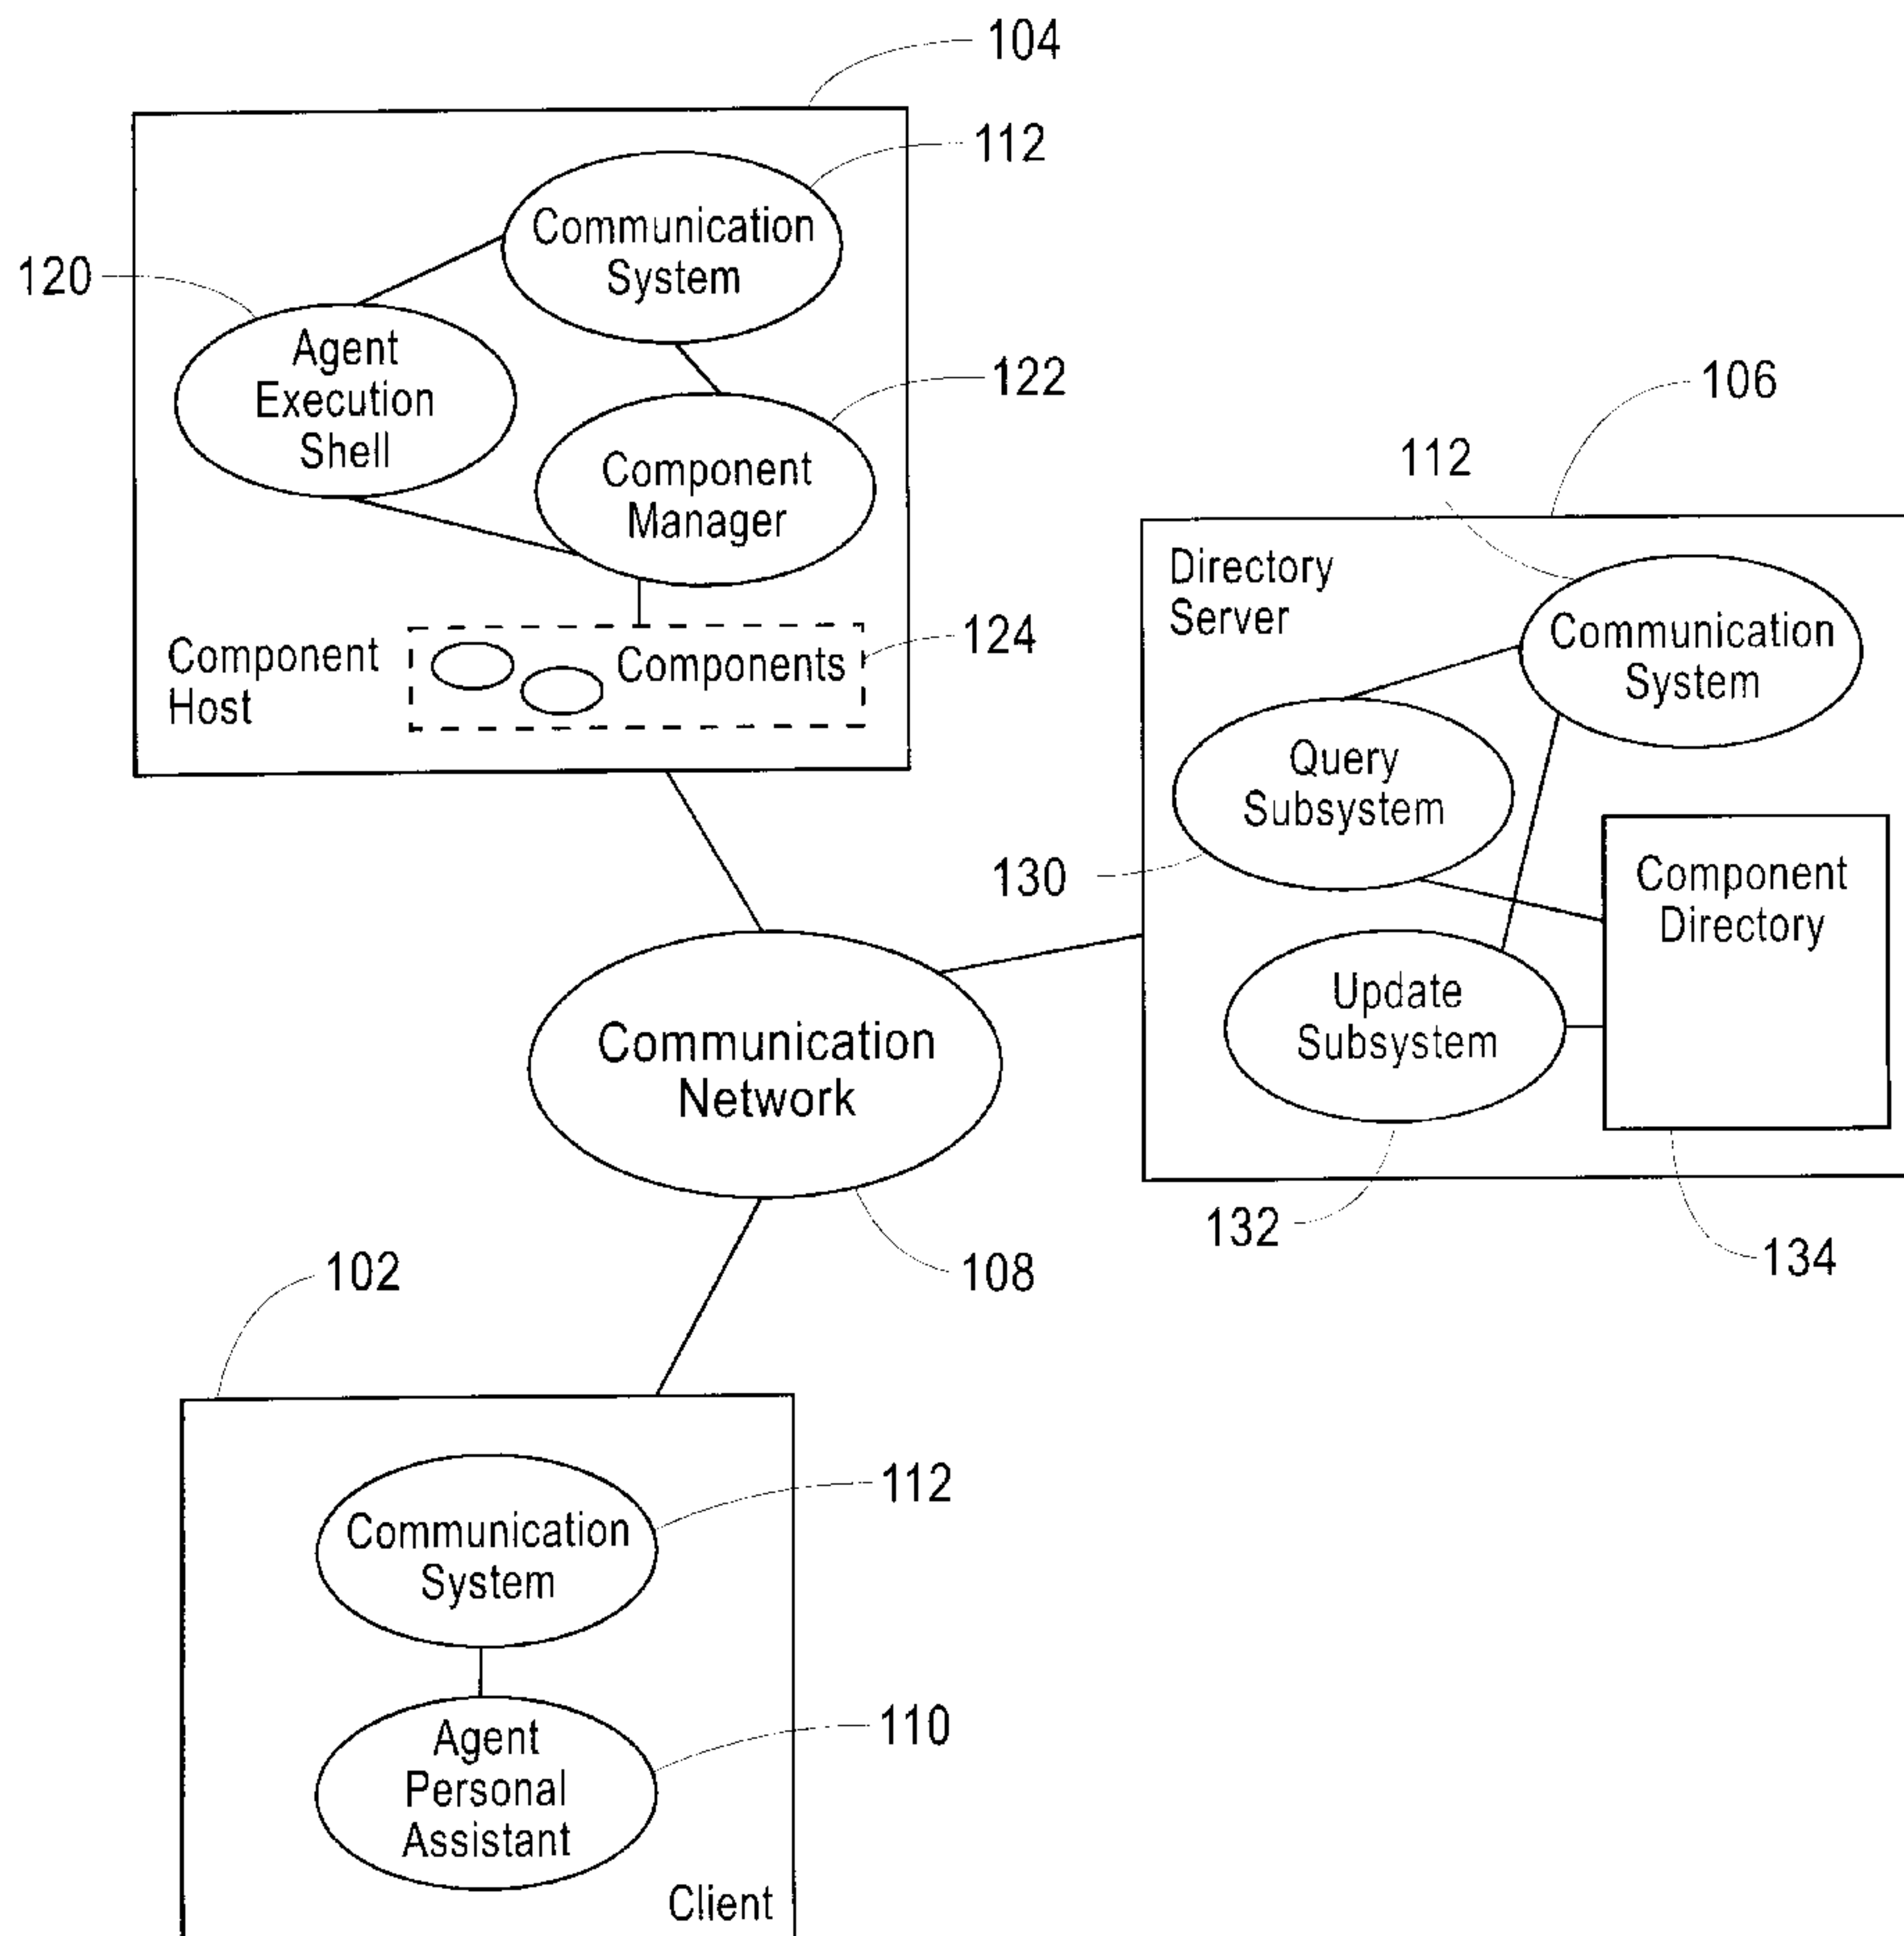 104
112
Communication
System
120
Agent
Execution
Shell
122
Component
Manager
Component
Host
Components
124
106
112
Directory
Server
Communication
System
Query
Subsystem
130
Component
Directory
Update
Subsystem
132
134
Communication
Network
108
102
112
Communication
System
110
Agent
Personal
Assistant
Client